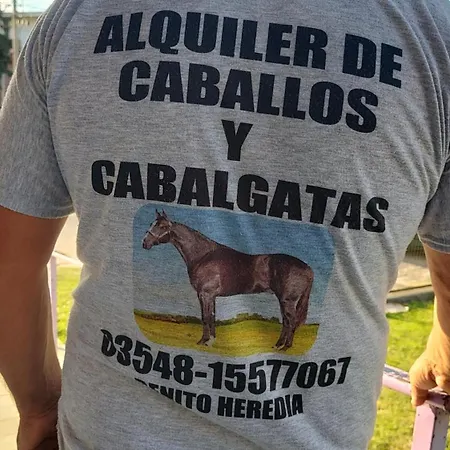 ALQUILER DE
CABALLOS
Y
CABALGATAS
03548-15577067
BENITO HEREDIA